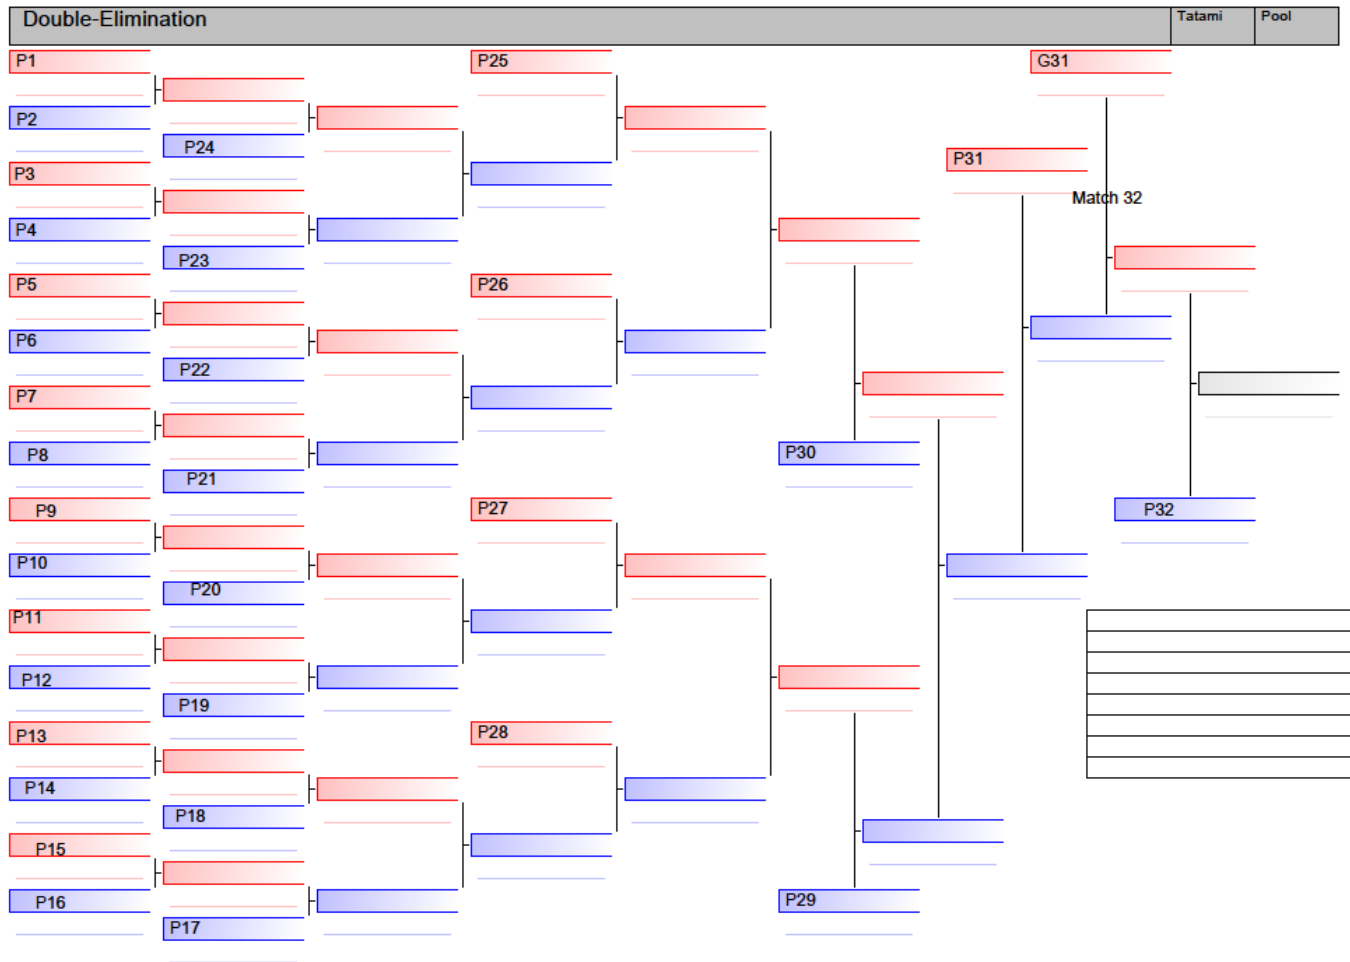 Double-Elimination
Tatami
Pool
P1
P2
P3
P4
P5
P6
P7
P8
P9
P10
P11
P12
P13
P14
P15
P16
P24
P23
P22
P21
P20
P19
P18
P17
P25
P26
P27
P28
P30
P29
P31
G31
Match 32
P32